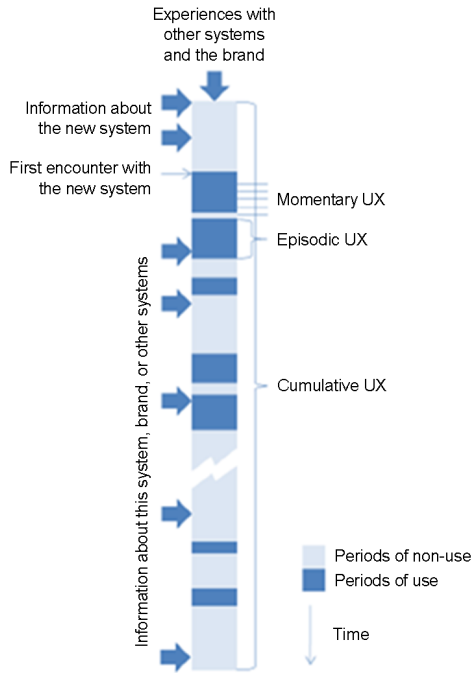 Experiences with
other systems
and the brand
Information about
the new system
First encounter with
the new system
Momentary UX
Episodic UX
Information about this system, brand, or other systems
Cumulative UX
Periods of non-use
Periods of use
Time